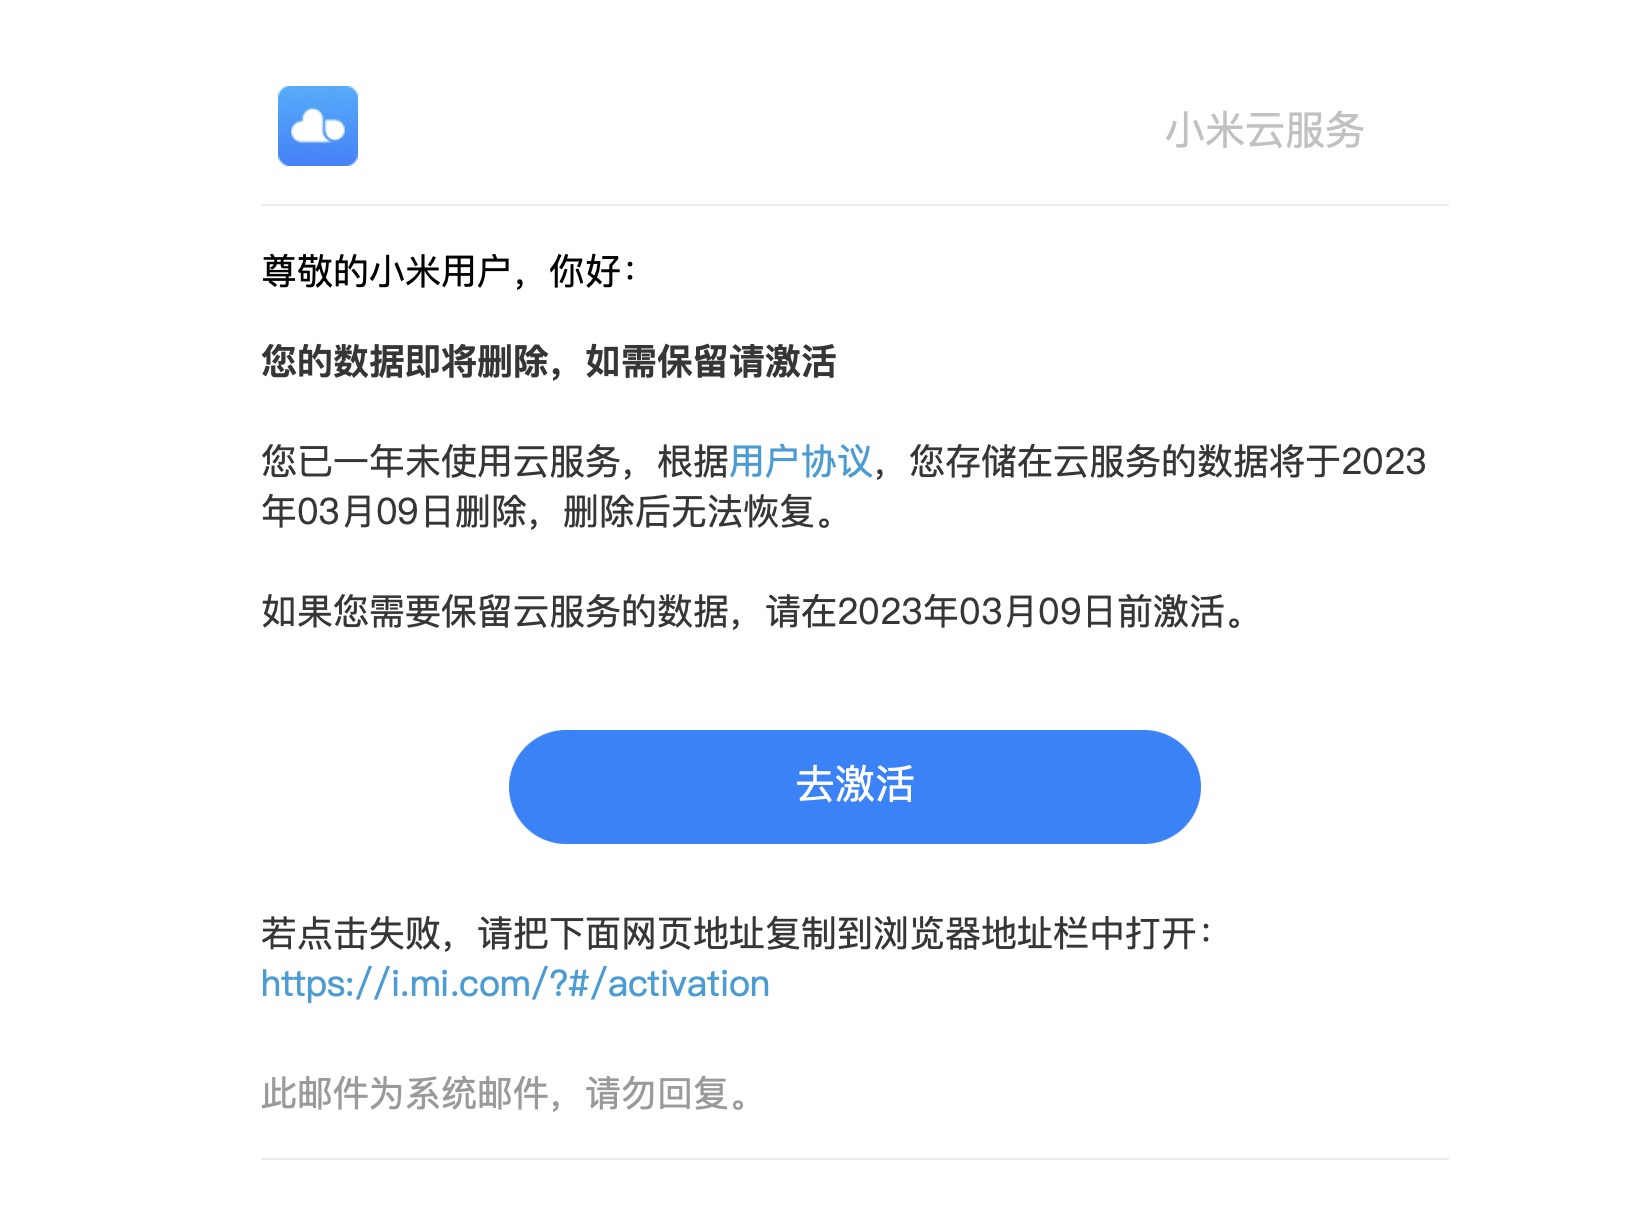 小米云服务
尊敬的小米用户，你好：
您的数据即将删除，如需保留请激活
您已一年未使用云服务，根据用户协议，您存储在云服务的数据将于2023
年03月09日删除，删除后无法恢复。
如果您需要保留云服务的数据，请在2023年03月09日前激活。
去激活
若点击失败，请把下面网页地址复制到浏览器地址栏中打开：
https://i.mi.com/?#/activation
此邮件为系统邮件，请勿回复。